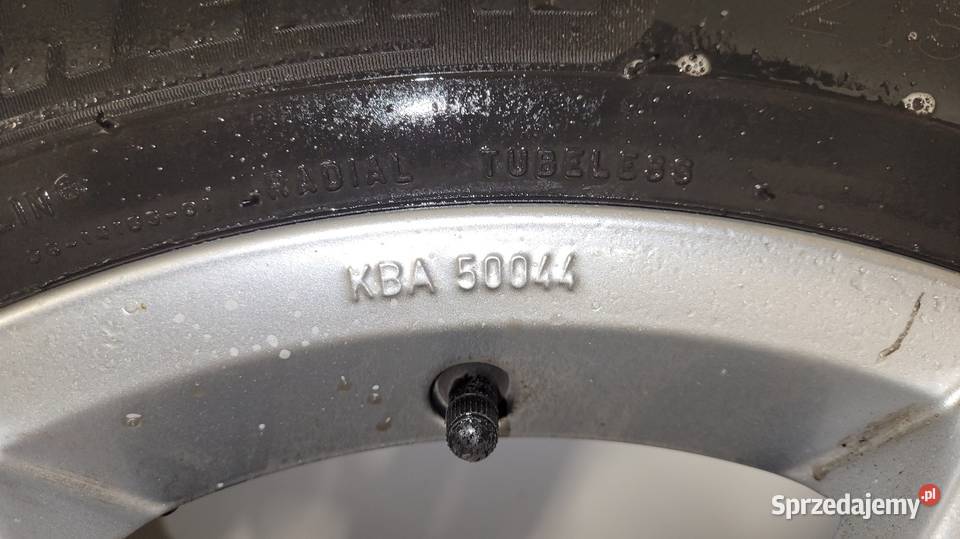 RADIAL TUBELESS
KBA 50044
Sprzedajemy.pl